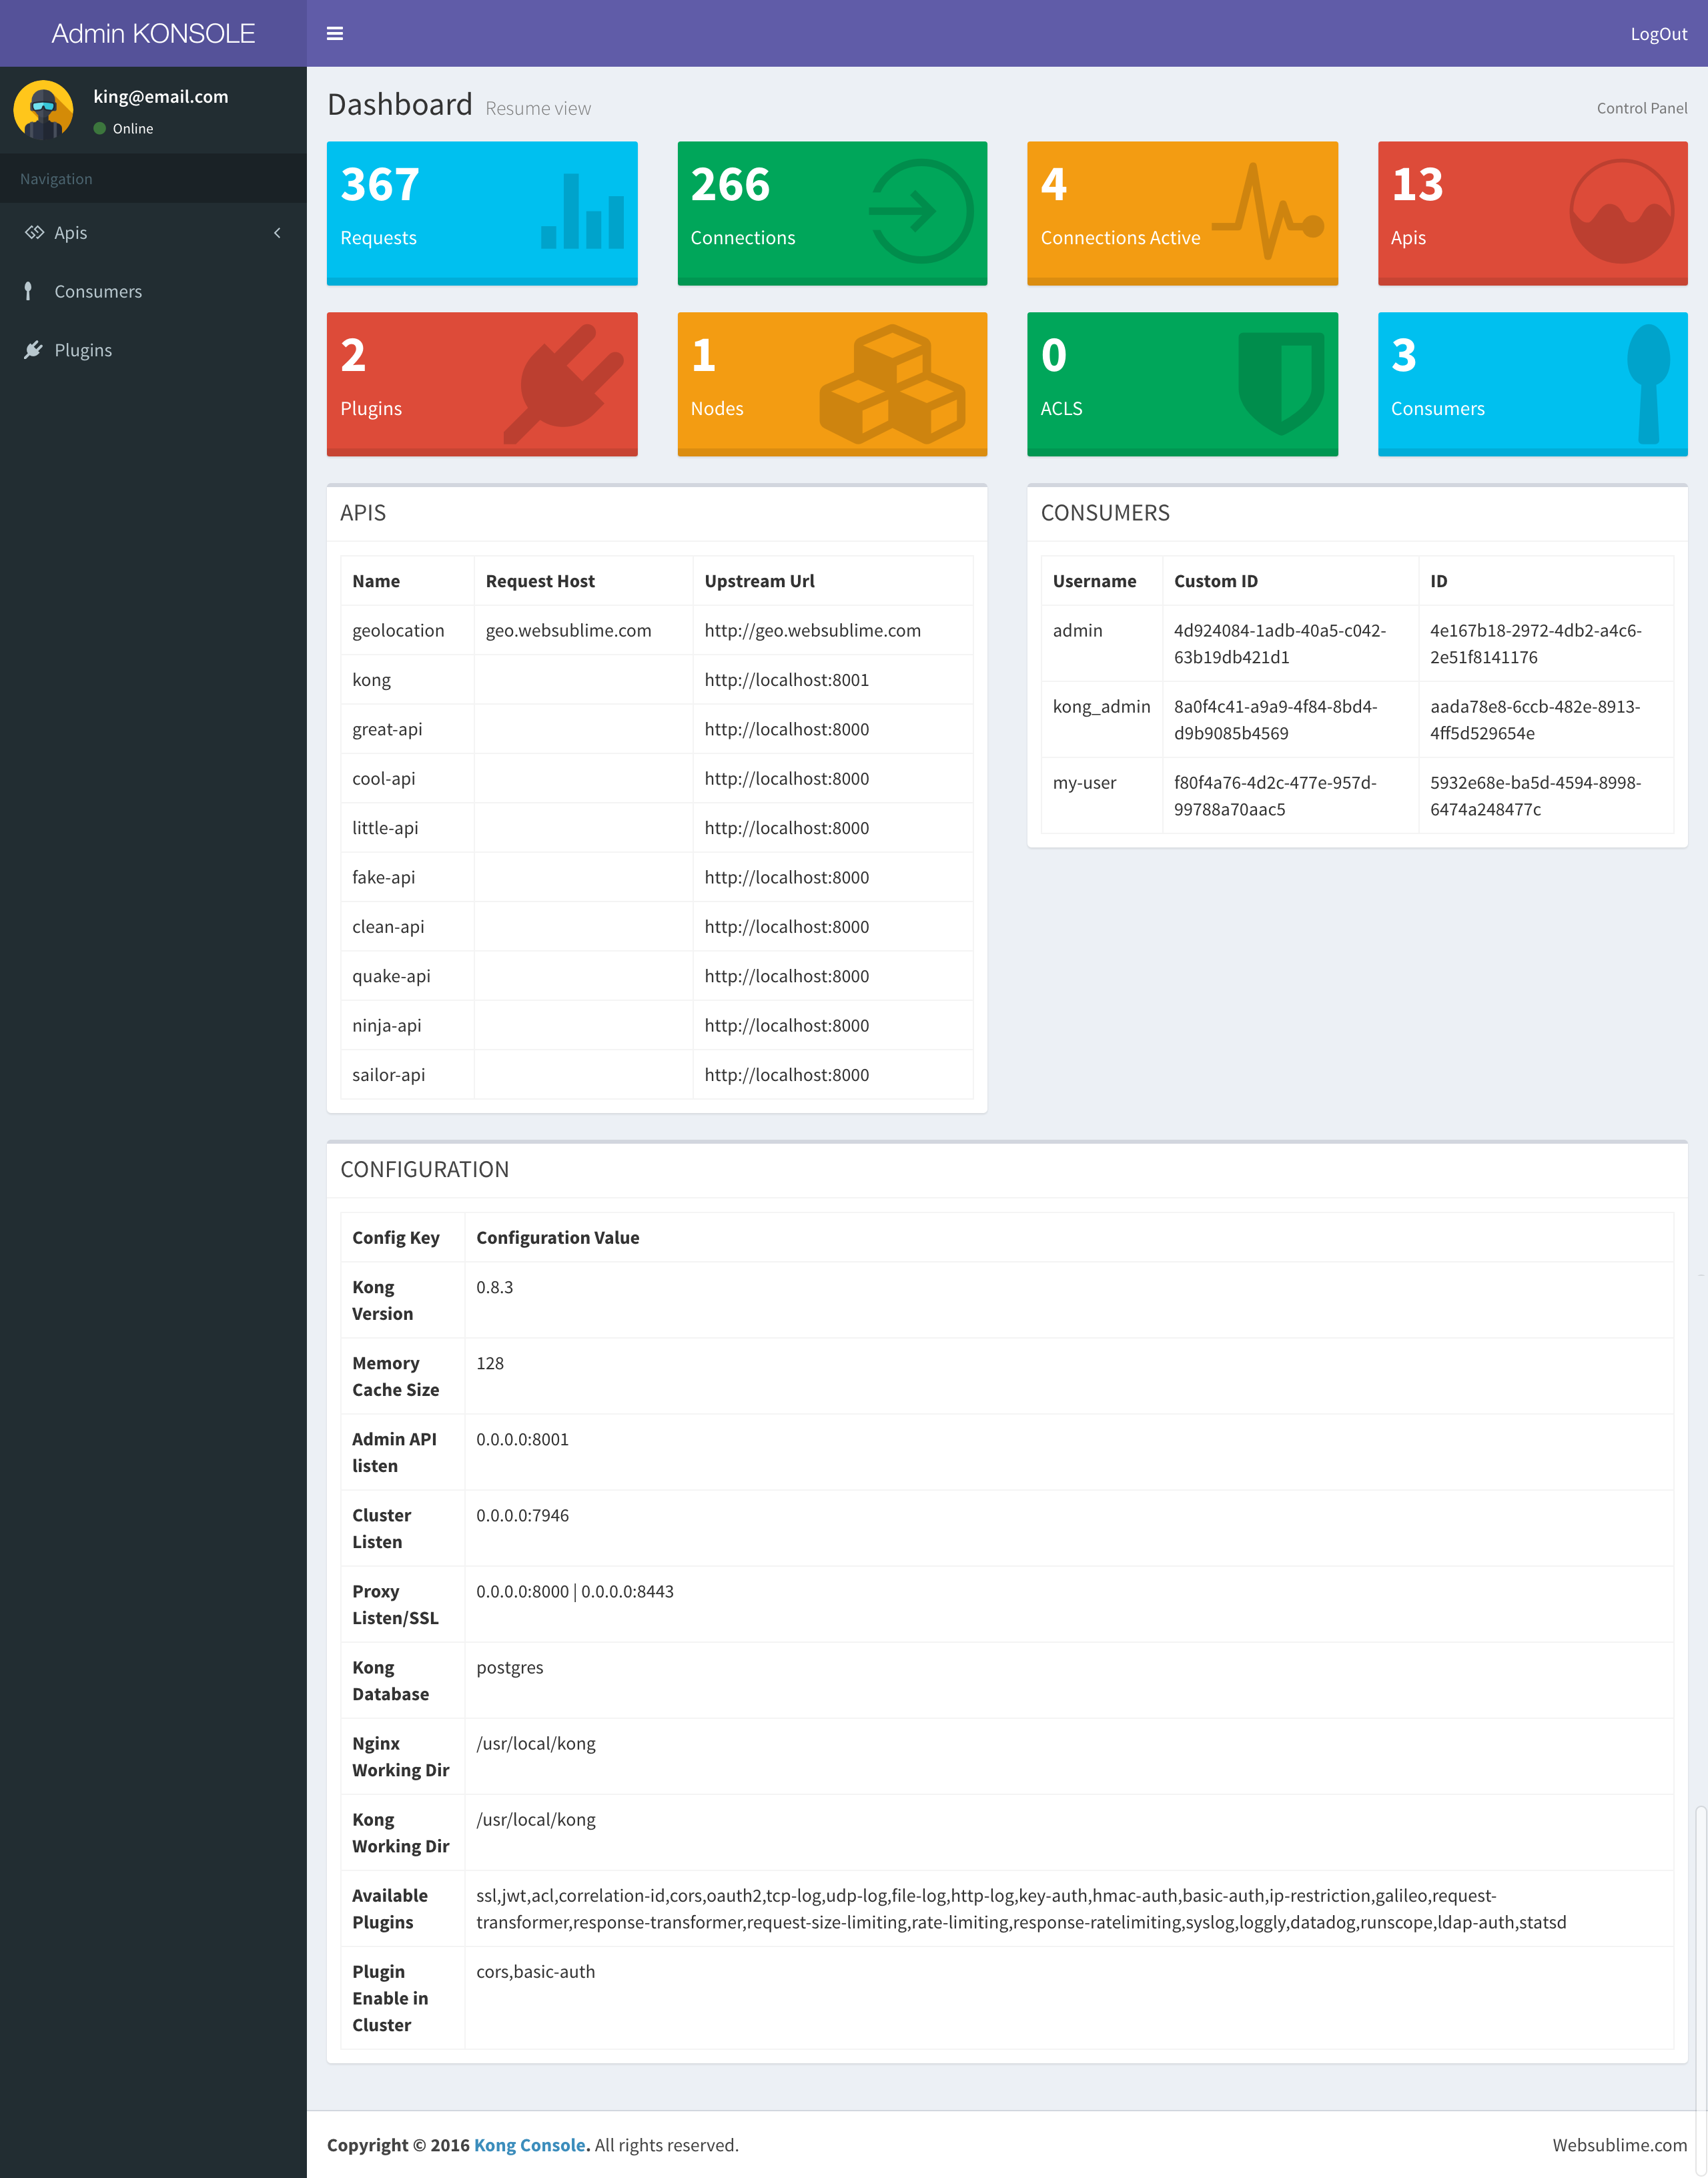 Admin KONSOLE
LogOut
king@email.com
Online
Navigation
Apis
Consumers
Plugins
Dashboard Resume view
Control Panel
367
Requests
266
Connections
4
Connections Active
13
Apis
2
Plugins
1
Nodes
0
ACLS
3
Consumers
APIS
Name Request Host Upstream Url
geolocation geo.websublime.com http://geo.websublime.com
kong http://localhost:8001
great-api http://localhost:8000
cool-api http://localhost:8000
little-api http://localhost:8000
fake-api http://localhost:8000
clean-api http://localhost:8000
quake-api http://localhost:8000
ninja-api http://localhost:8000
sailor-api http://localhost:8000
CONSUMERS
Username Custom ID ID
admin 4d924084-1adb-40a5-c042- 4e167b18-2972-4db2-a4c6-
63b19db421d1 2e51f8141176
kong_admin 8a0f4c41-a9a9-4f84-8bd4- aada78e8-6ccb-482e-8913-
d9b9085b4569 4ff5d529654e
my-user f80f4a76-4d2c-477e-957d- 5932e68e-ba5d-4594-8998-
99788a70aac5 6474a248477c
CONFIGURATION
Config Key Configuration Value
Kong 0.8.3
Version
Memory 128
Cache Size
Admin API 0.0.0.0:8001
listen
Cluster 0.0.0.0:7946
Listen
Proxy 0.0.0.0:8000 | 0.0.0.0:8443
Listen/SSL
Kong postgres
Database
Nginx /usr/local/kong
Working Dir
Kong /usr/local/kong
Working Dir
Available ssl,jwt,acl,correlation-id,cors,oauth2,tcp-log,udp-log,file-log,http-log,key-auth,hmac-auth,basic-auth,ip-restriction,galileo,request-
Plugins transformer,response-transformer,request-size-limiting,rate-limiting,response-ratelimiting,syslog,loggly,datadog,runscope,ldap-auth,statsd
Plugin cors,basic-auth
Enable in
Cluster
Copyright © 2016 Kong Console. All rights reserved.
Websublime.com